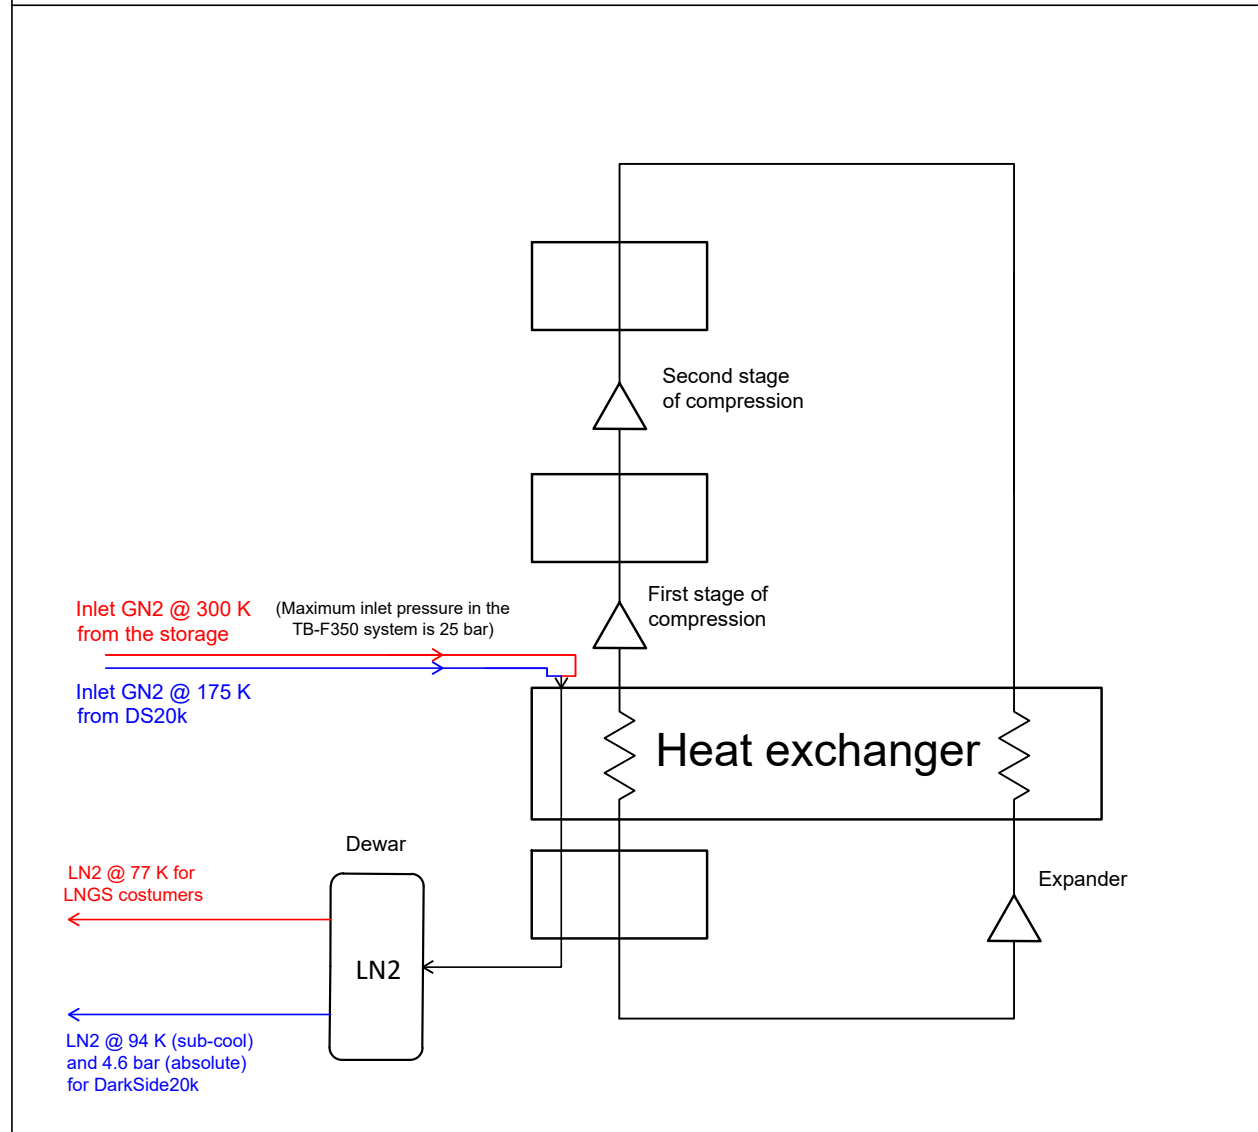 Second stage
of compression
First stage of
compression
Inlet GN2 @ 300 K
from the storage
(Maximum inlet pressure in the
TB-F350 system is 25 bar)
Inlet GN2 @ 175 K
from DS20k
Heat exchanger
Dewar
LN2 @ 77 K for
LNGS costumers
Expander
LN2
LN2 @ 94 K (sub-cool)
and 4.6 bar (absolute)
for DarkSide20k